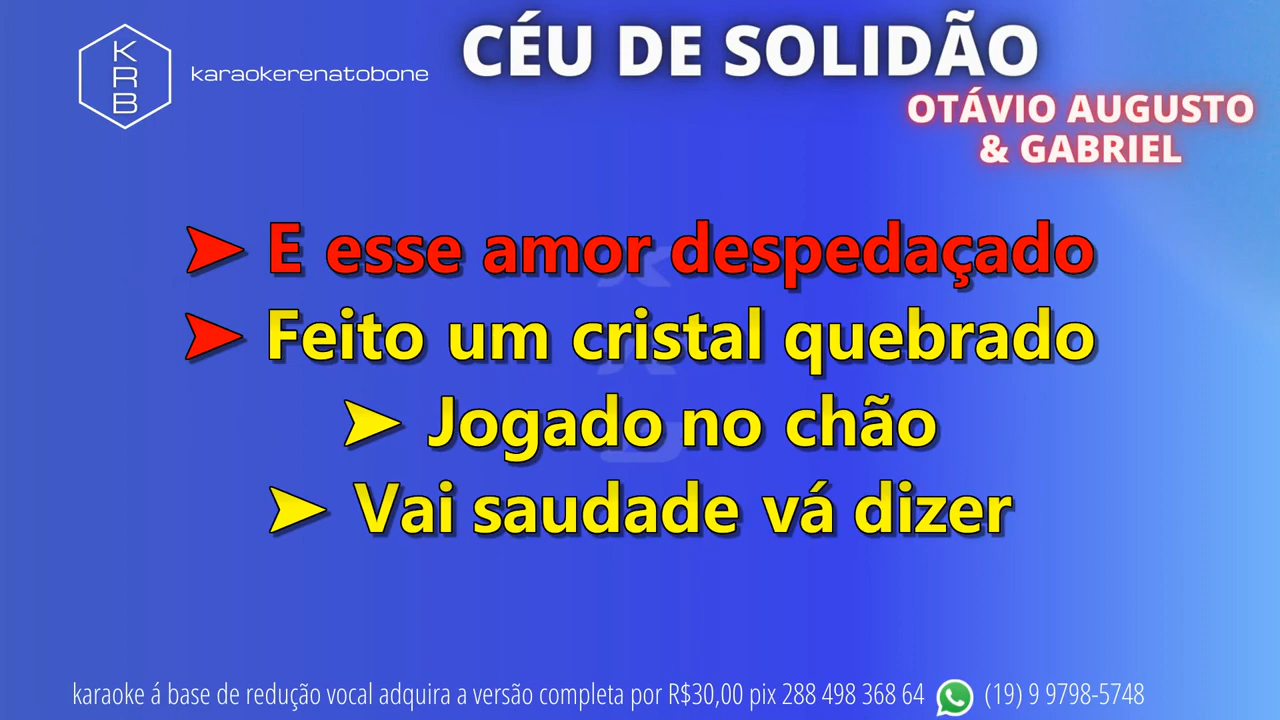 KRB
karaokerenatobone
CÉU DE SOLIDÃO
OTÁVIO AUGUSTO
& GABRIEL
➤ E esse amor despedaçado
➤ Feito um cristal quebrado
➤ Jogado no chão
➤ Vai saudade vá dizer
karaoke á base de redução vocal adquira a versão completa por R$30,00 pix 288 498 368 64 (19) 9 9798-5748